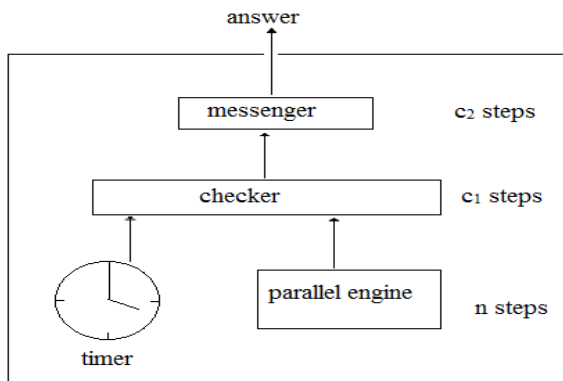 answer
messenger
c₂ steps
checker
c₁ steps
parallel engine
n steps
timer